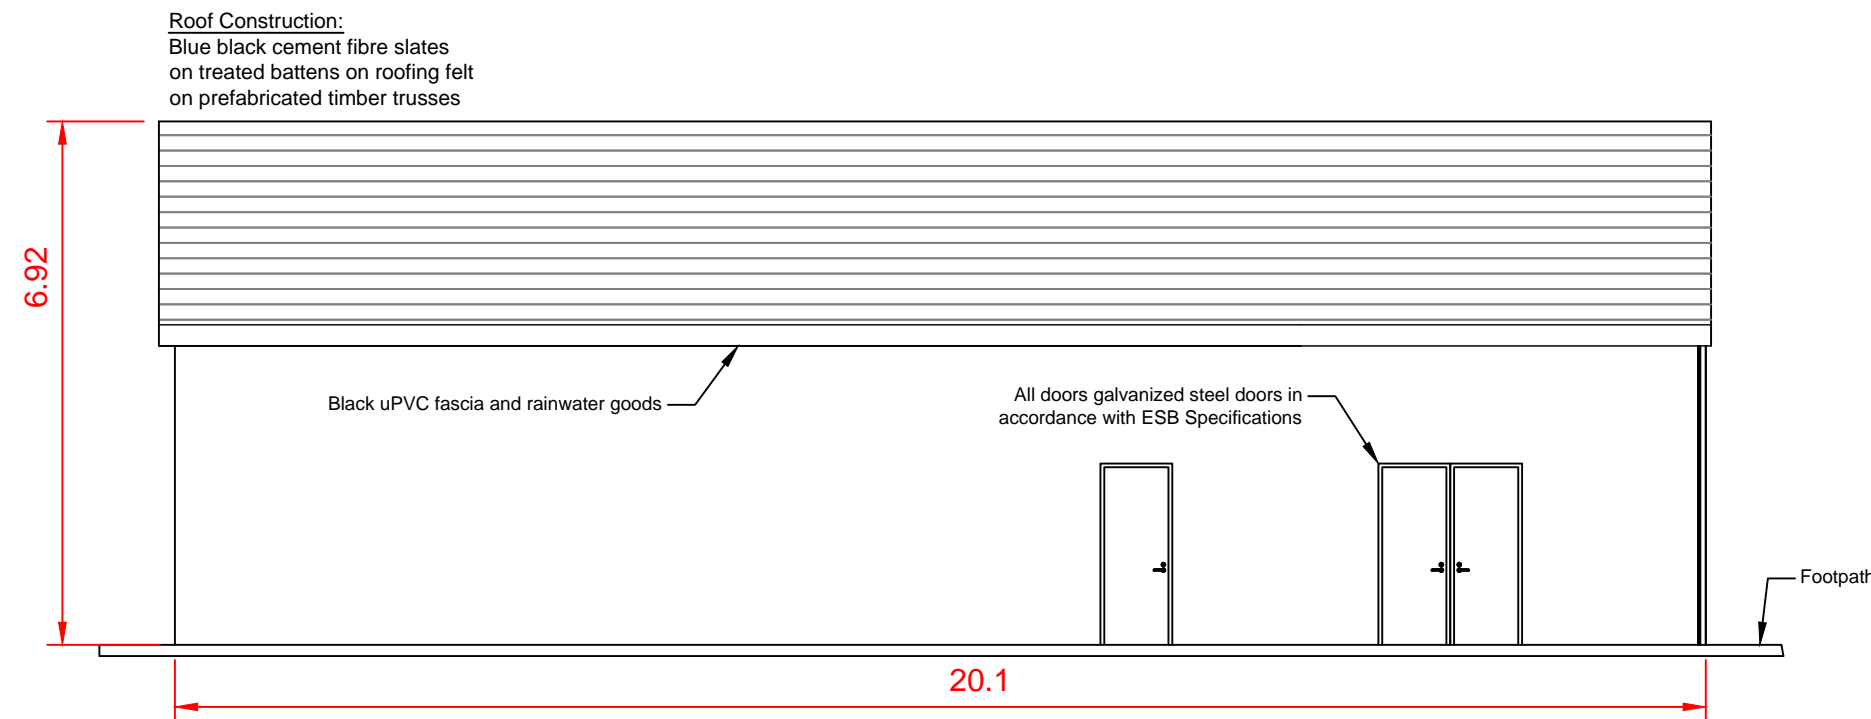 Roof Construction:
Blue black cement fibre slates
on treated battens on roofing felt
on prefabricated timber trusses
6.92
Black uPVC fascia and rainwater goods
All doors galvanized steel doors in
accordance with ESB Specifications
Footpath
20.1